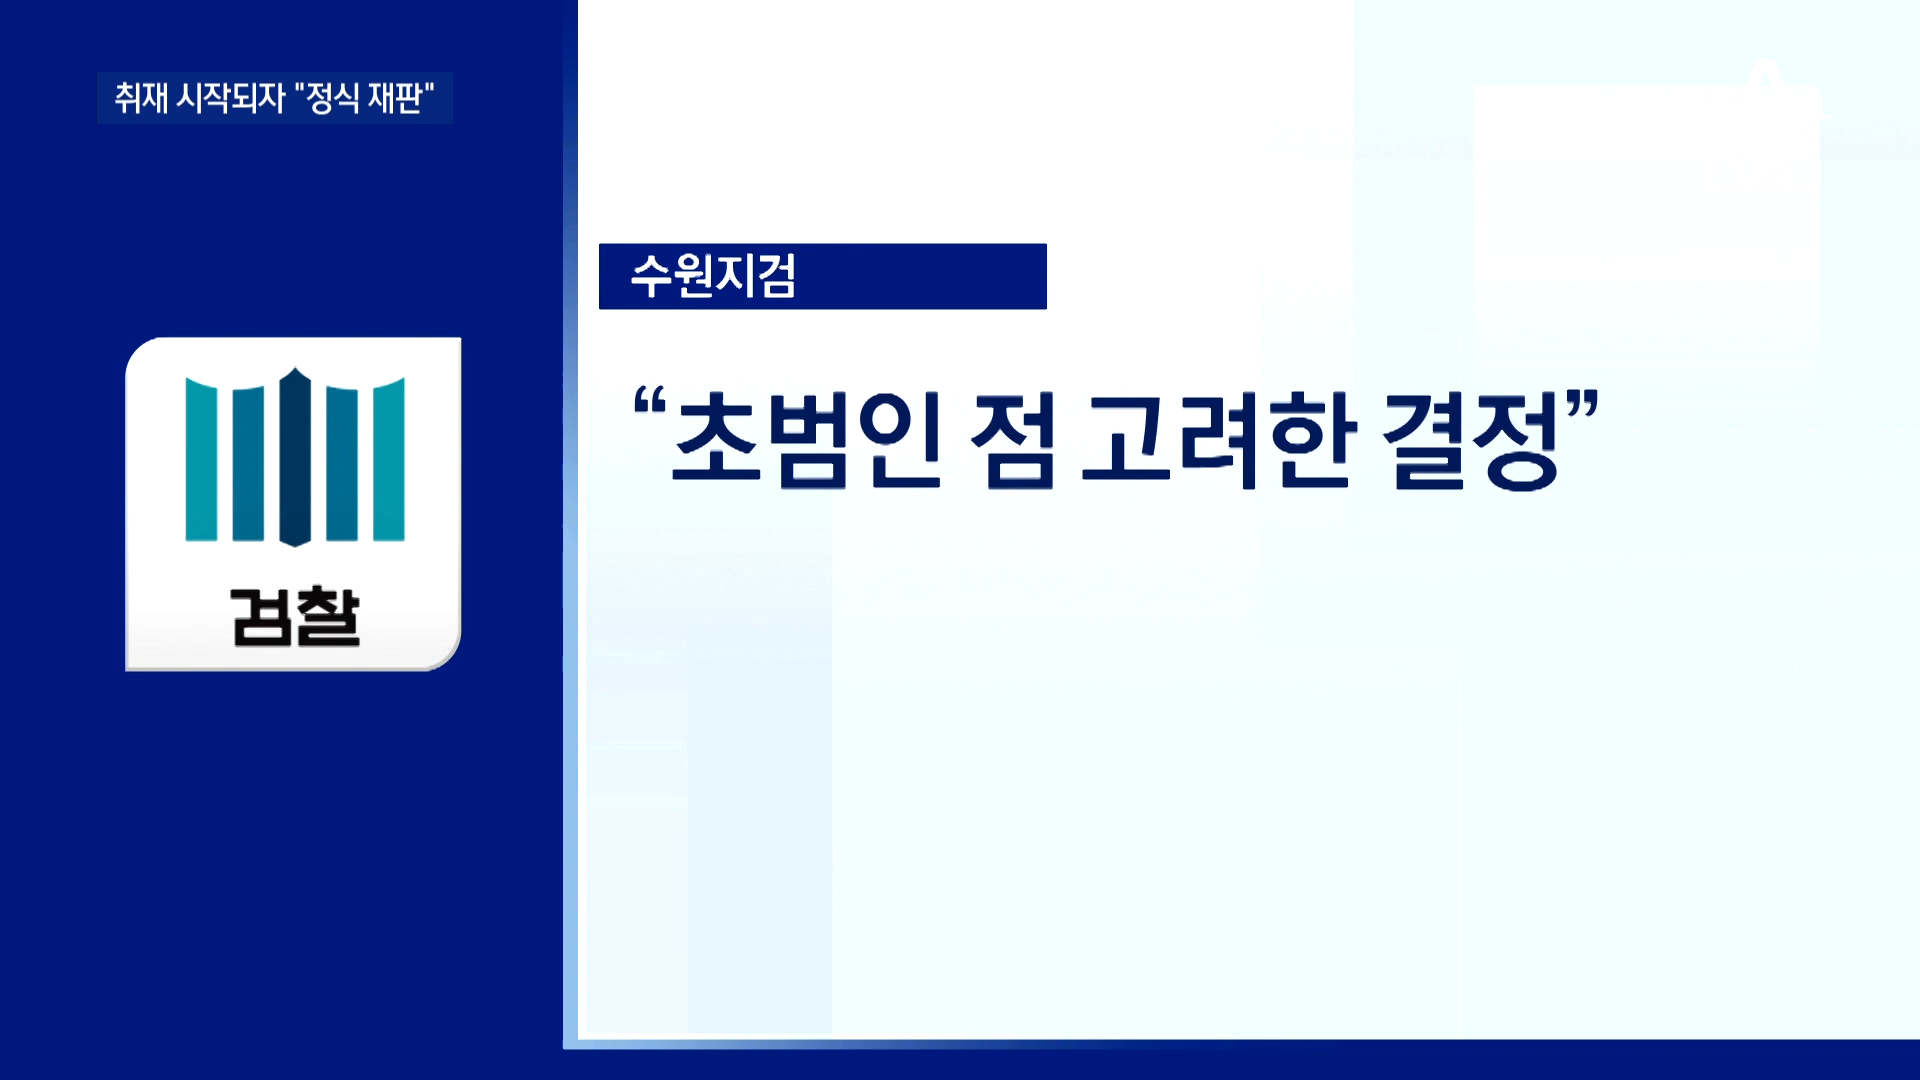 취재 시작되자 "정식 재판"
수원지검
“초범인 점 고려한 결정”
검찰